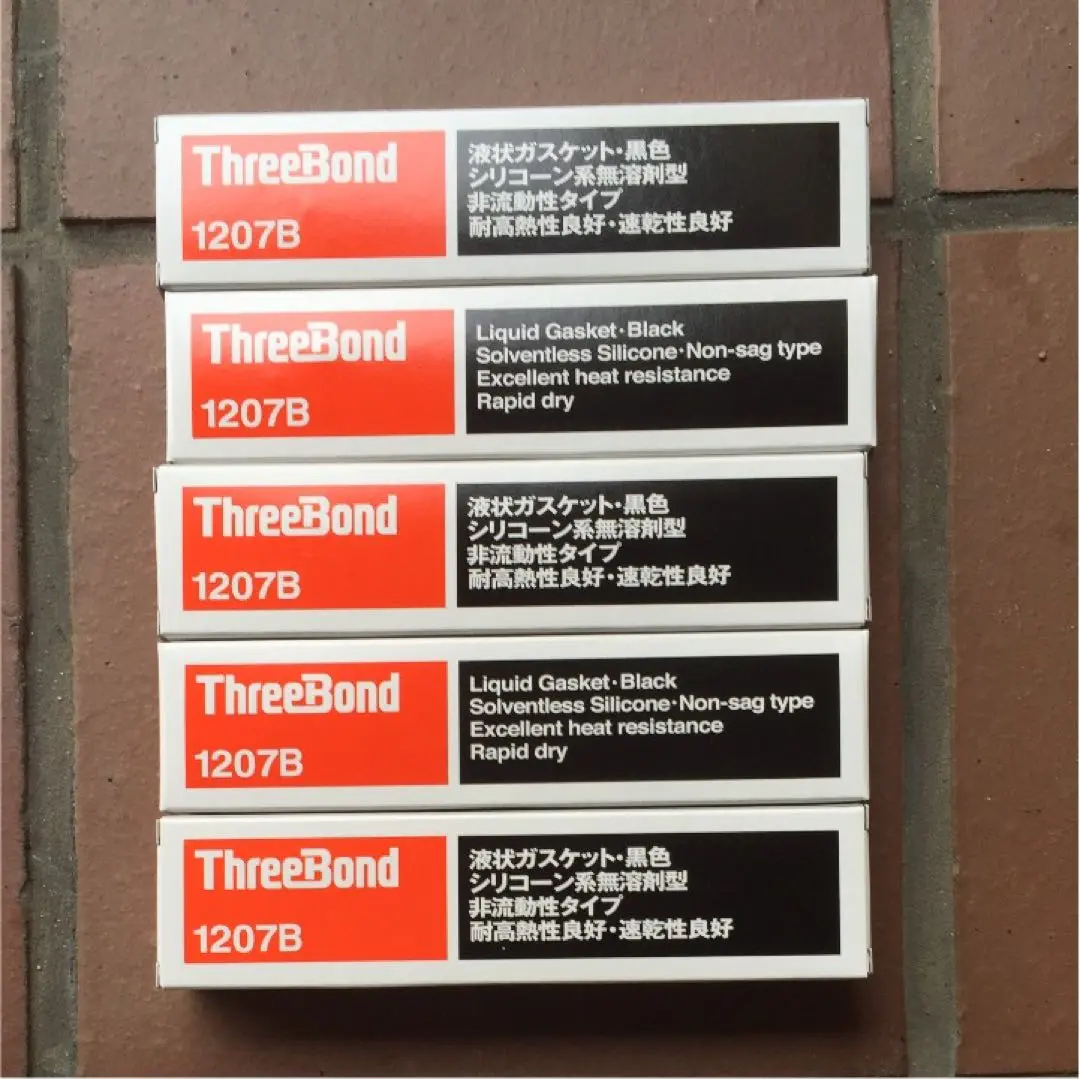 ThreeBond
1207B
液状ガスケット・黒色
シリコーン系無溶剤型
非流動性タイプ
耐高熱性良好・速乾性良好
ThreeBond
1207B
Liquid Gasket・Black
Solventless Silicone・Non-sag type
Excellent heat resistance
Rapid dry
ThreeBond
1207B
液状ガスケット・黒色
シリコーン系無溶剤型
非流動性タイプ
耐高熱性良好・速乾性良好
ThreeBond
1207B
Liquid Gasket・Black
Solventless Silicone・Non-sag type
Excellent heat resistance
Rapid dry
ThreeBond
1207B
液状ガスケット・黒色
シリコーン系無溶剤型
非流動性タイプ
耐高熱性良好・速乾性良好